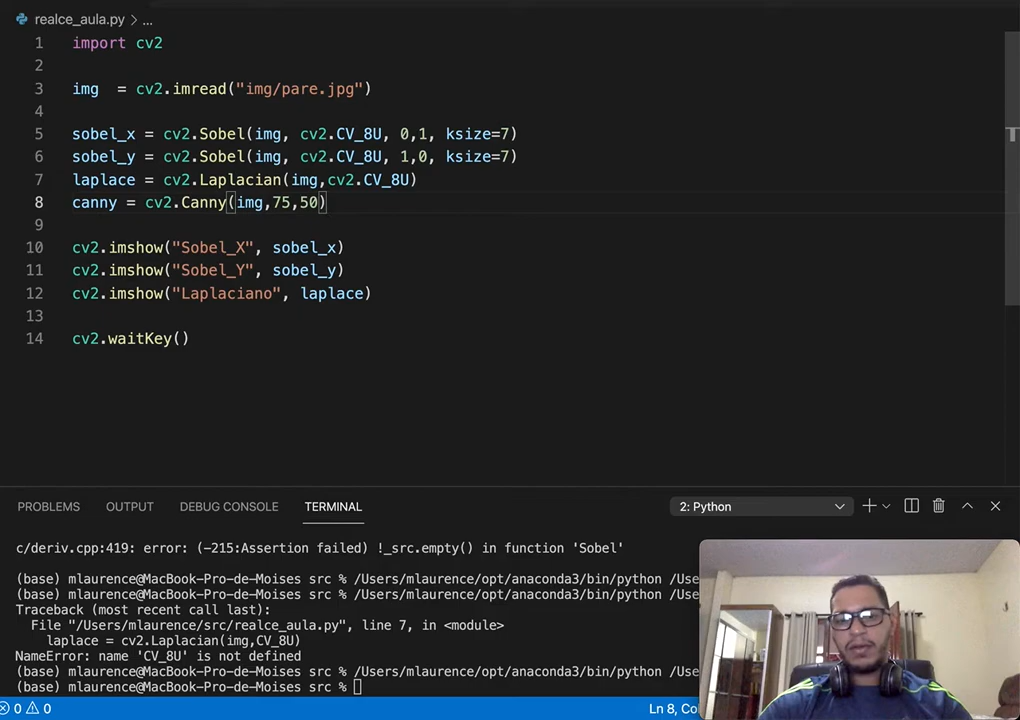 realce_aula.py > ...
1 import cv2
2
3 img  = cv2.imread("img/pare.jpg")
4
5 sobel_x = cv2.Sobel(img, cv2.CV_8U, 0,1, ksize=7)
6 sobel_y = cv2.Sobel(img, cv2.CV_8U, 1,0, ksize=7)
7 laplace = cv2.Laplacian(img,cv2.CV_8U)
8 canny = cv2.Canny(img,75,50)
9
10 cv2.imshow("Sobel_X", sobel_x)
11 cv2.imshow("Sobel_Y", sobel_y)
12 cv2.imshow("Laplaciano", laplace)
13
14 cv2.waitKey()
PROBLEMS OUTPUT DEBUG CONSOLE TERMINAL 2: Python
c/deriv.cpp:419: error: (-215:Assertion failed) !_src.empty() in function 'Sobel'
(base) mlaurence@MacBook-Pro-de-Moises src % /Users/mlaurence/opt/anaconda3/bin/python /Use
(base) mlaurence@MacBook-Pro-de-Moises src % /Users/mlaurence/opt/anaconda3/bin/python /Use
Traceback (most recent call last):
File "/Users/mlaurence/src/realce_aula.py", line 7, in <module>
laplace = cv2.Laplacian(img,CV_8U)
NameError: name 'CV_8U' is not defined
(base) mlaurence@MacBook-Pro-de-Moises src % /Users/mlaurence/opt/anaconda3/bin/python /Use
(base) mlaurence@MacBook-Pro-de-Moises src %
0 0 Ln 8, Co